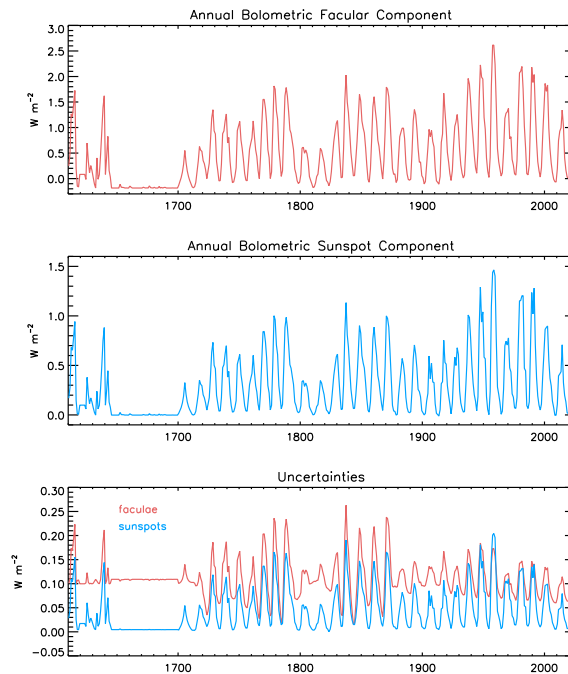 Annual Bolometric Facular Component
3.0
2.5
2.0
1.5
1.0
0.5
0.0
W m⁻²
1700 1800 1900 2000
Annual Bolometric Sunspot Component
1.5
1.0
0.5
0.0
W m⁻²
1700 1800 1900 2000
Uncertainties
0.30
0.25
0.20
0.15
0.10
0.05
0.00
−0.05
W m⁻²
faculae
sunspots
1700 1800 1900 2000